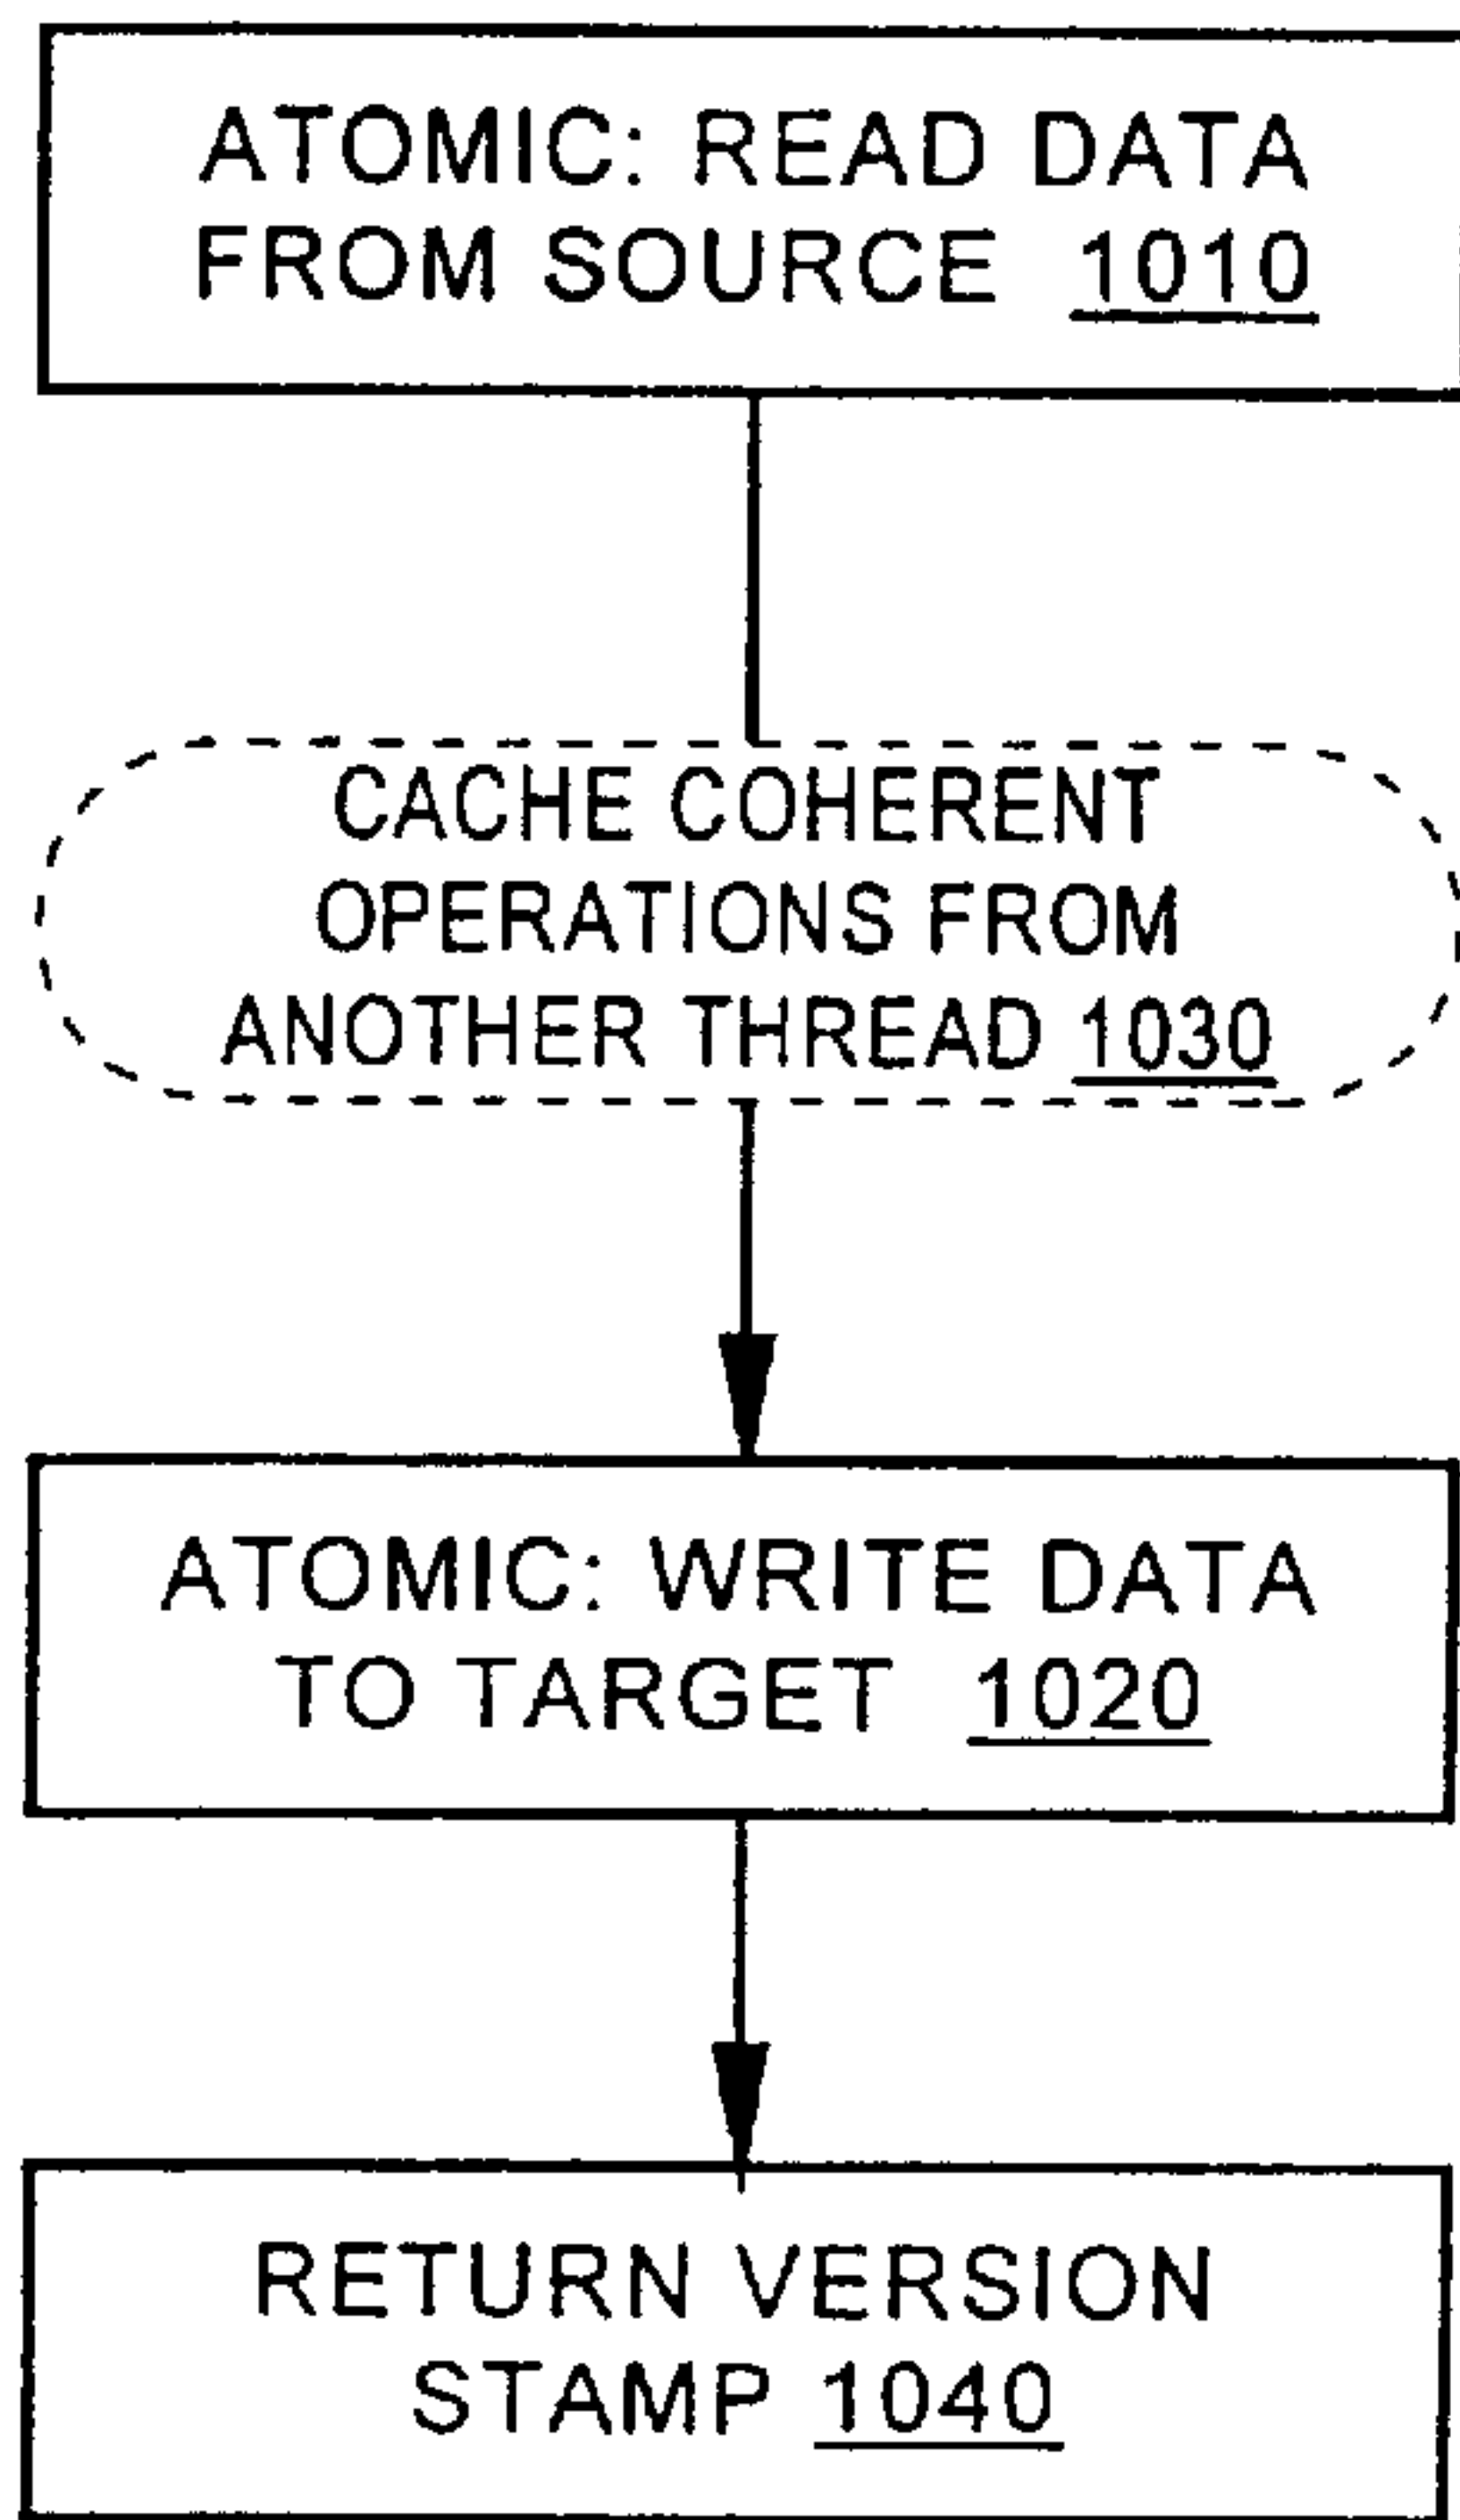 ATOMIC: READ DATA
FROM SOURCE 1010
CACHE COHERENT
OPERATIONS FROM
ANOTHER THREAD 1030
ATOMIC: WRITE DATA
TO TARGET 1020
RETURN VERSION
STAMP 1040